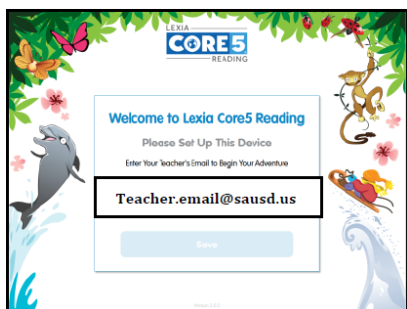 LEXIA
CORE5
READING
Welcome to Lexia Core5 Reading
Please Set Up This Device
Enter Your Teacher's Email to Begin Your Adventure
Teacher.email@sausd.us
Save